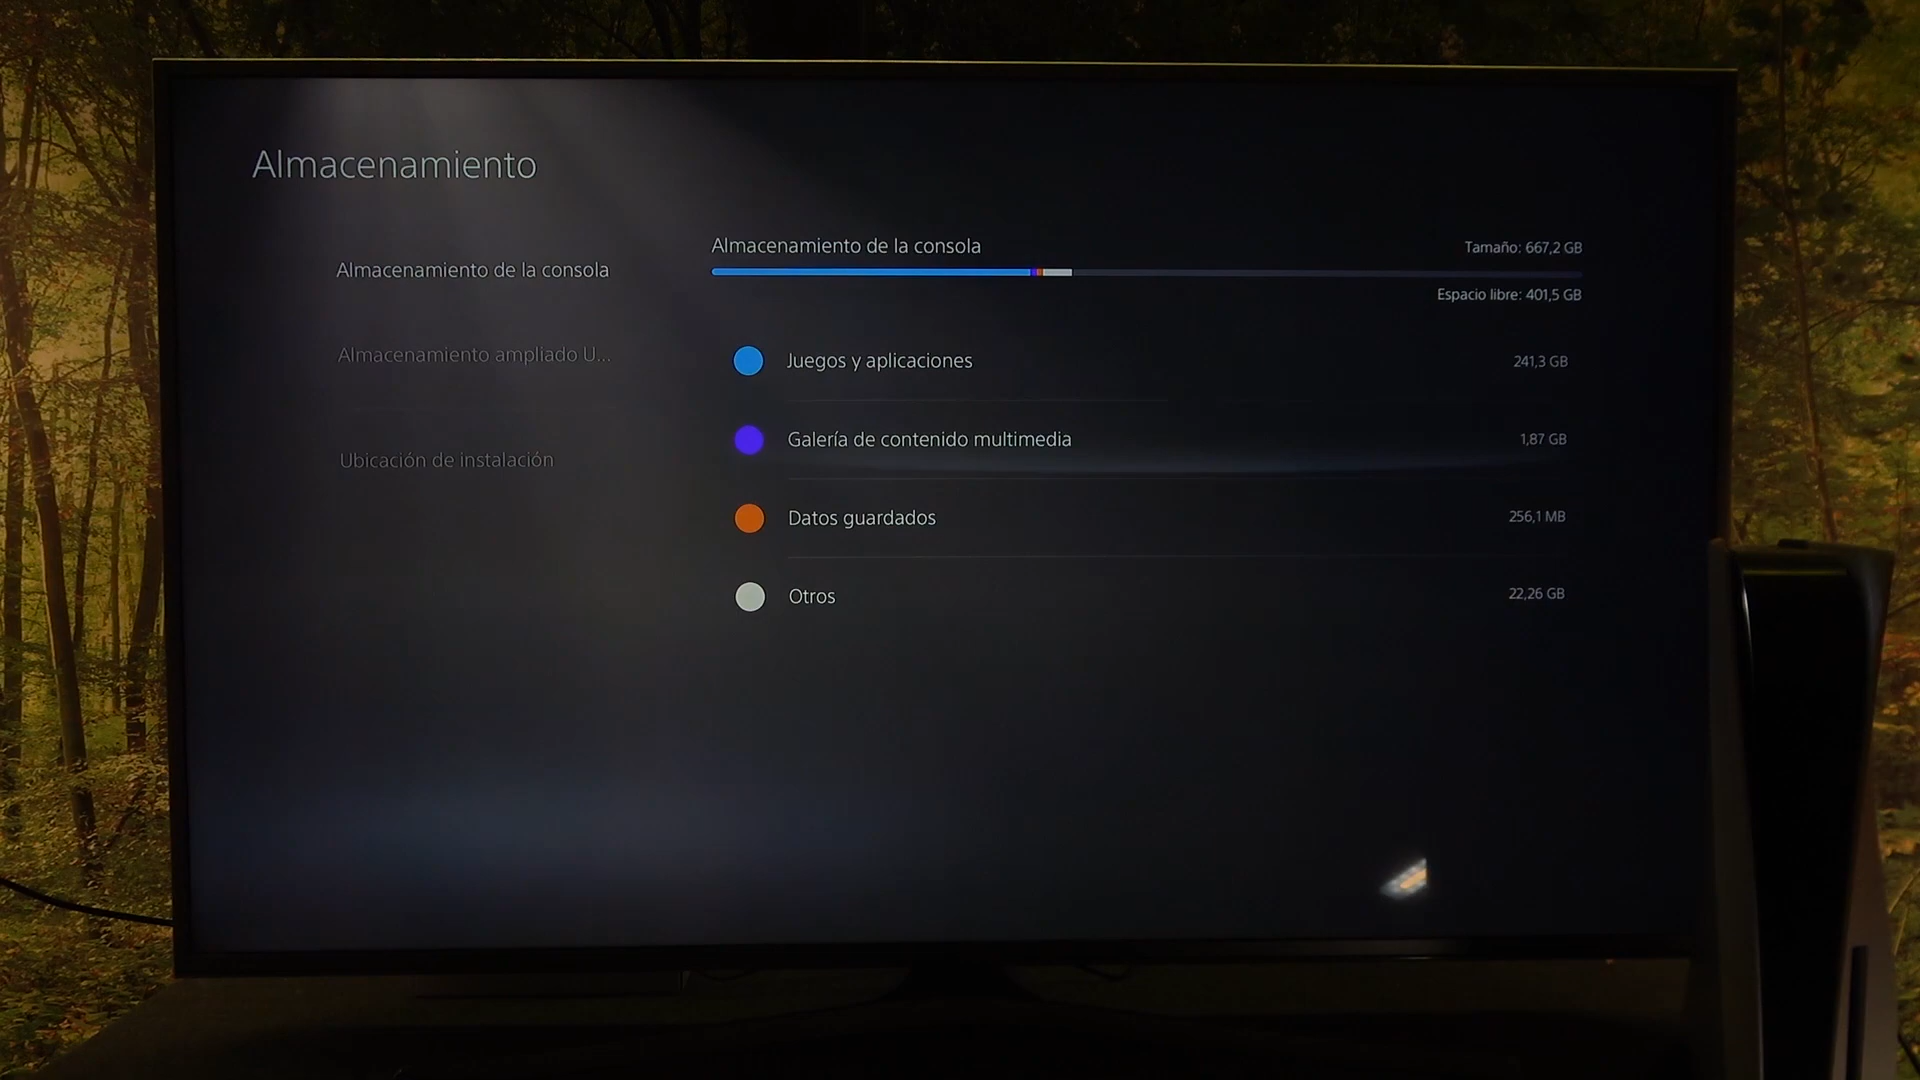 Almacenamiento
Almacenamiento de la consola
Almacenamiento ampliado U...
Ubicación de instalación
Almacenamiento de la consola
Tamaño: 667,2 GB
Espacio libre: 401,5 GB
Juegos y aplicaciones
241,3 GB
Galería de contenido multimedia
1,87 GB
Datos guardados
256,1 MB
Otros
22,26 GB